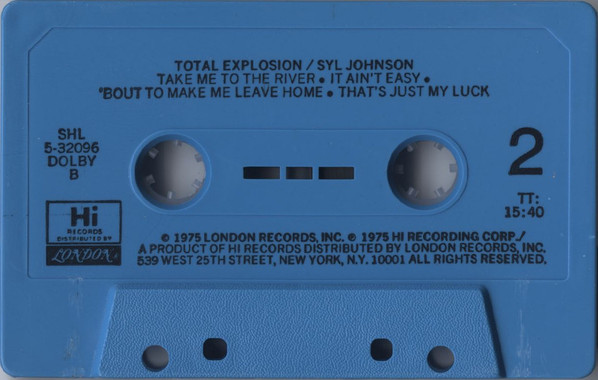 TOTAL EXPLOSION / SYL JOHNSON
TAKE ME TO THE RIVER • IT AIN'T EASY •
'BOUT TO MAKE ME LEAVE HOME • THAT'S JUST MY LUCK
SHL
5-32096
DOLBY
B
2
TT:
15:40
Hi
RECORDS
DISTRIBUTED BY
LONDON®
© 1975 LONDON RECORDS, INC. ℗ 1975 HI RECORDING CORP./
A PRODUCT OF HI RECORDS DISTRIBUTED BY LONDON RECORDS, INC.
539 WEST 25TH STREET, NEW YORK, N.Y. 10001 ALL RIGHTS RESERVED.